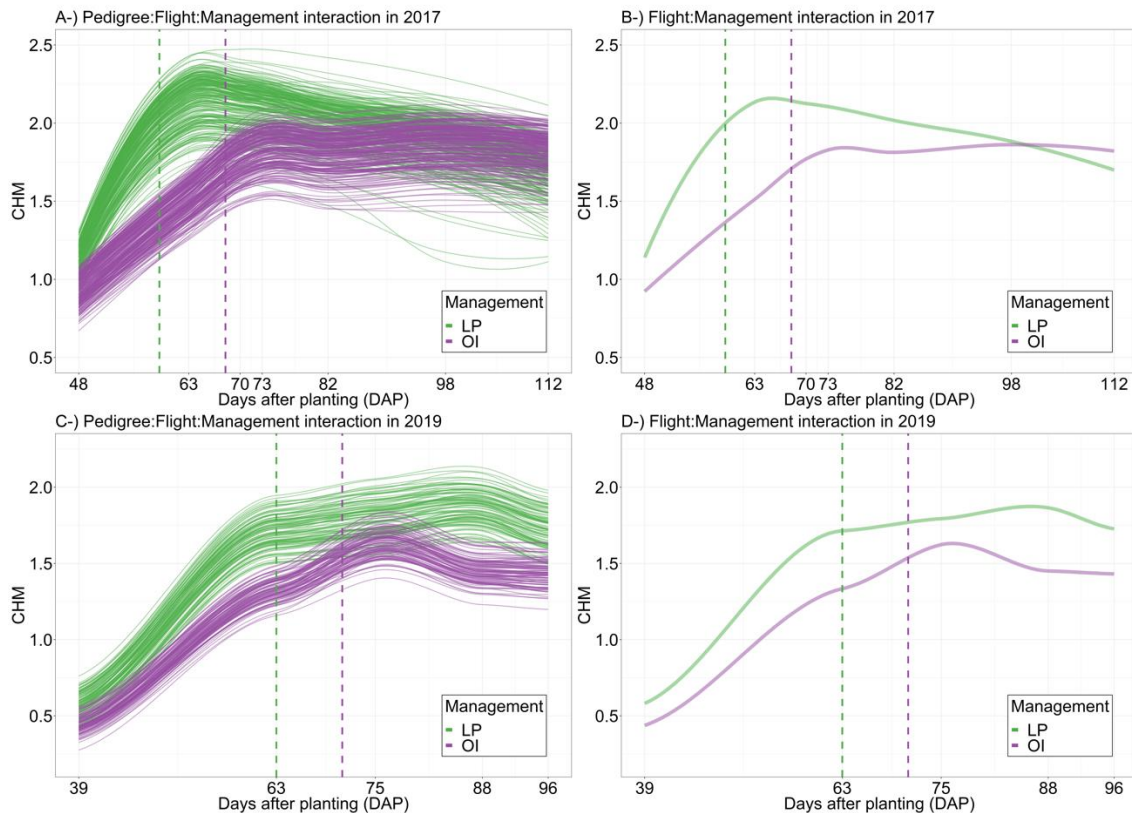 A-) Pedigree:Flight:Management interaction in 2017
2.5
2.0
1.5
1.0
0.5
CHM
48
63
70
73
82
98
112
Days after planting (DAP)
Management
LP
OI
B-) Flight:Management interaction in 2017
2.5
2.0
1.5
1.0
0.5
CHM
48
63
70
73
82
98
112
Days after planting (DAP)
Management
LP
OI
C-) Pedigree:Flight:Management interaction in 2019
2.0
1.5
1.0
0.5
CHM
39
63
75
88
96
Days after planting (DAP)
Management
LP
OI
D-) Flight:Management interaction in 2019
2.0
1.5
1.0
0.5
CHM
39
63
75
88
96
Days after planting (DAP)
Management
LP
OI